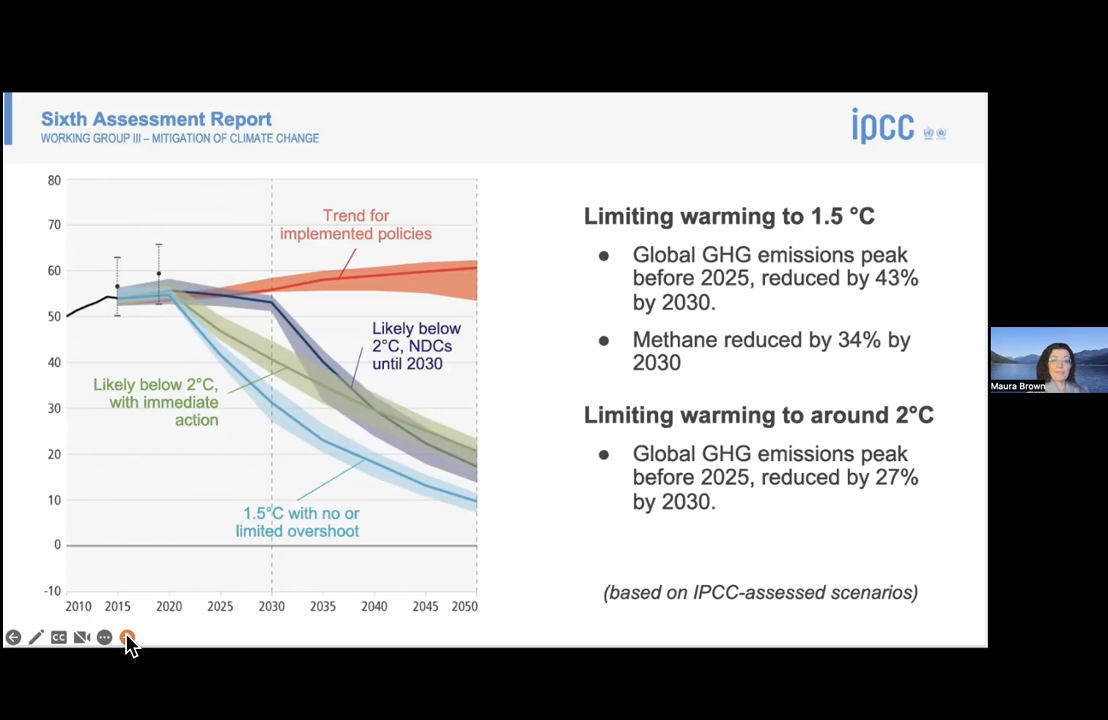 Sixth Assessment Report
WORKING GROUP III – MITIGATION OF CLIMATE CHANGE
ipcc
80
70
60
50
40
30
20
10
0
-10
2010
2015
2020
2025
2030
2035
2040
2045
2050
Trend for
implemented policies
Likely below
2°C, NDCs
until 2030
Likely below 2°C,
with immediate
action
1.5°C with no or
limited overshoot
Limiting warming to 1.5 °C
● Global GHG emissions peak
before 2025, reduced by 43%
by 2030.
● Methane reduced by 34% by
2030
Limiting warming to around 2°C
● Global GHG emissions peak
before 2025, reduced by 27%
by 2030.
(based on IPCC-assessed scenarios)
CC
Maura Brown